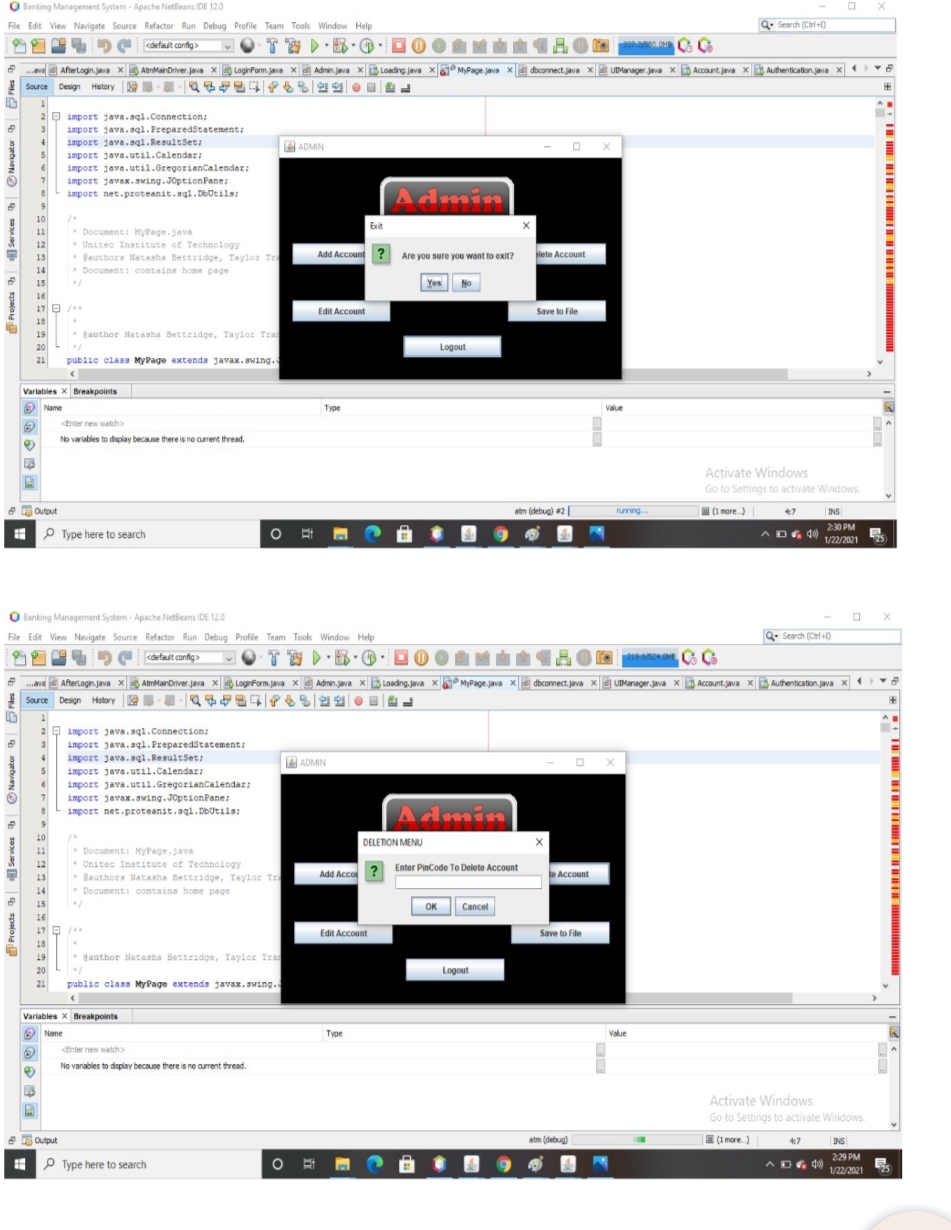 Banking Management System - Apache NetBeans IDE 12.0
File Edit View Navigate Source Refactor Run Debug Profile Team Tools Window Help
Search (Ctrl+I)
<default config>
...ava AfterLogin.java AtmMainDriver.java LoginForm.java Admin.java Loading.java MyPage.java dbconnect.java UIManager.java Account.java Authentication.java
Source Design History
Files
Navigator
Services
Projects
1
2 import java.sql.Connection;
3 import java.sql.PreparedStatement;
4 import java.sql.ResultSet;
5 import java.util.Calendar;
6 import java.util.GregorianCalendar;
7 import javax.swing.JOptionPane;
8 import net.proteanit.sql.DbUtils;
9
10 /*
11 * Document: MyPage.java
12 * Unitec Institute of Technology
13 * @authors Natasha Bettridge, Taylor Tra
14 * Document: contains home page
15 */
16
17 /**
18 *
19 * @author Natasha Bettridge, Taylor Tra
20 */
21 public class MyPage extends javax.swing.
ADMIN
Admin
Exit
Are you sure you want to exit?
Yes No
Add Account
elete Account
Edit Account
Save to File
Logout
Variables Breakpoints
Name Type Value
<Enter new watch>
No variables to display because there is no current thread.
Activate Windows
Go to Settings to activate Windows.
Output
atm (debug) #2 running... (1 more...) 4:7 INS
Type here to search
2:30 PM
1/22/2021
25
Banking Management System - Apache NetBeans IDE 12.0
File Edit View Navigate Source Refactor Run Debug Profile Team Tools Window Help
Search (Ctrl+I)
<default config>
...ava AfterLogin.java AtmMainDriver.java LoginForm.java Admin.java Loading.java MyPage.java dbconnect.java UIManager.java Account.java Authentication.java
Source Design History
Files
Navigator
Services
Projects
1
2 import java.sql.Connection;
3 import java.sql.PreparedStatement;
4 import java.sql.ResultSet;
5 import java.util.Calendar;
6 import java.util.GregorianCalendar;
7 import javax.swing.JOptionPane;
8 import net.proteanit.sql.DbUtils;
9
10 /*
11 * Document: MyPage.java
12 * Unitec Institute of Technology
13 * @authors Natasha Bettridge, Taylor Tra
14 * Document: contains home page
15 */
16
17 /**
18 *
19 * @author Natasha Bettridge, Taylor Tra
20 */
21 public class MyPage extends javax.swing.
ADMIN
Admin
DELETION MENU
Enter PinCode To Delete Account
OK Cancel
Add Accou
te Account
Edit Account
Save to File
Logout
Variables Breakpoints
Name Type Value
<Enter new watch>
No variables to display because there is no current thread.
Activate Windows
Go to Settings to activate Windows.
Output
atm (debug) (1 more...) 4:7 INS
Type here to search
2:29 PM
1/22/2021
25